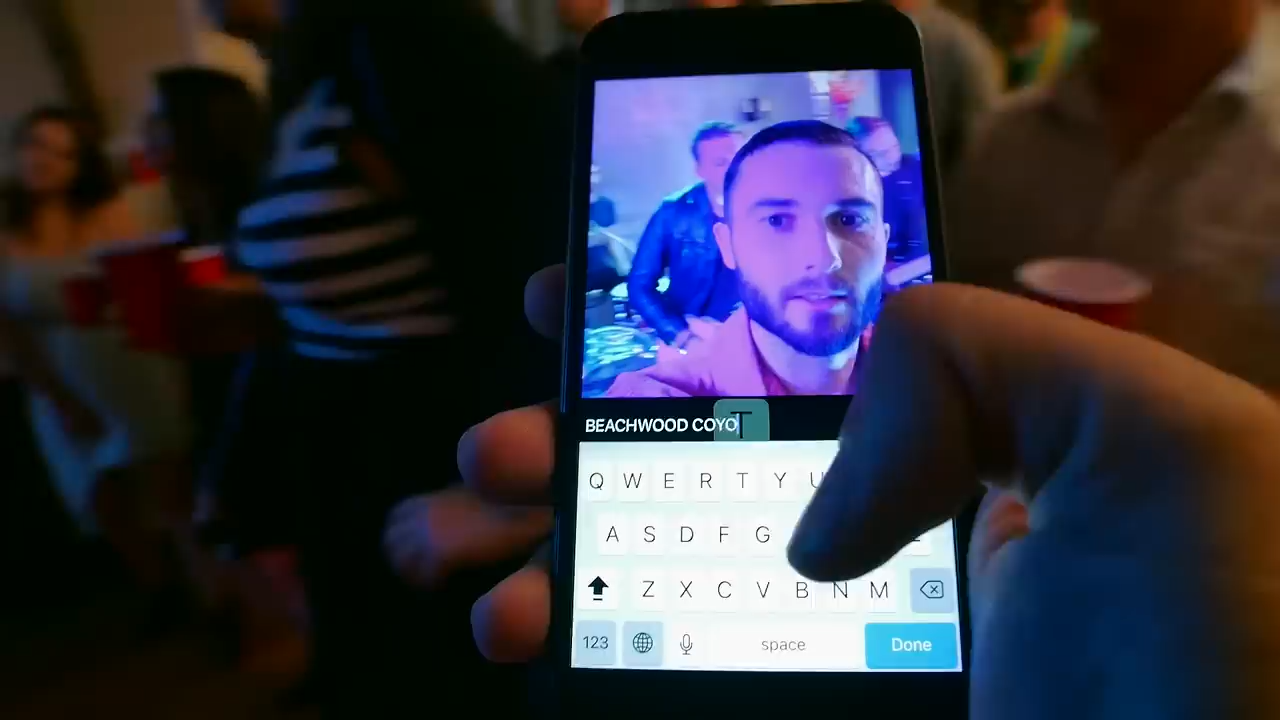 BEACHWOOD COYO
T
Q W E R T Y U
A S D F G
Z X C V B N M
123 space Done